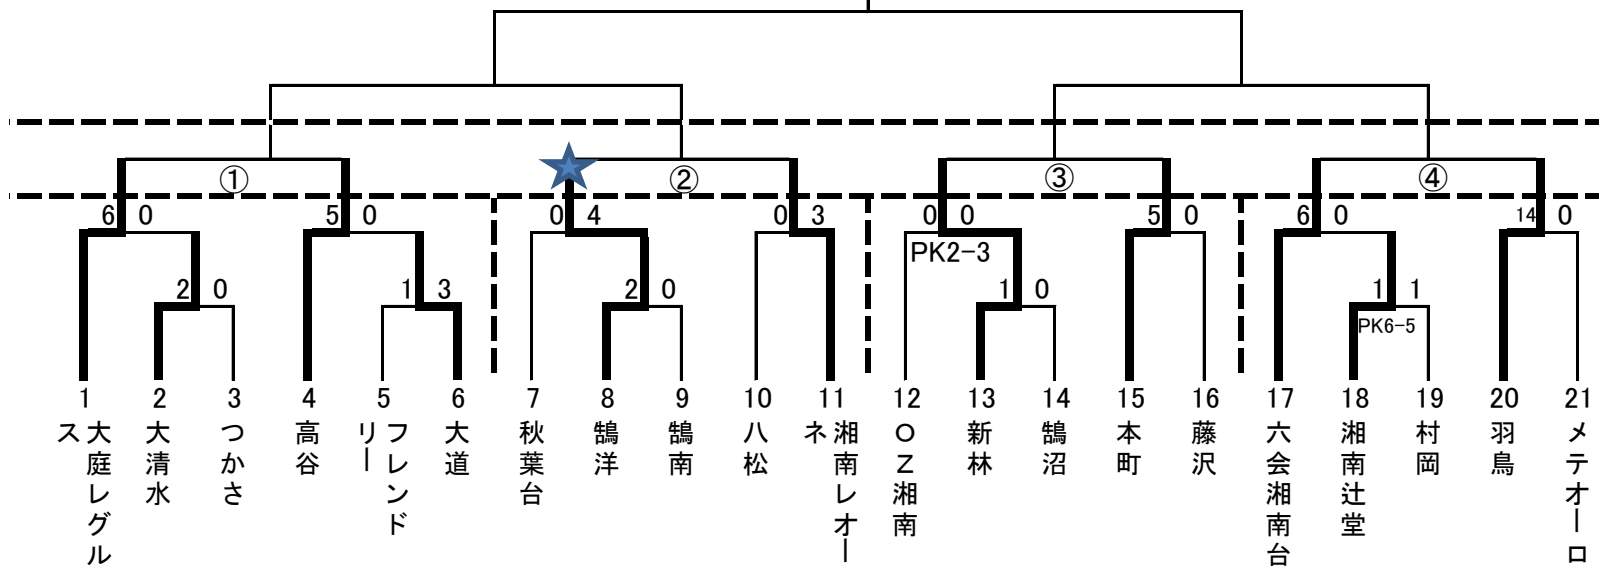 ① ② ③ ④
6 0 5 0 0 4 0 3 0 0 5 0 6 0 14 0
PK2-3
2 0 1 3 2 0 1 0 1 1
PK6-5
1 2 3 4 5 6 7 8 9 10 11 12 13 14 15 16 17 18 19 20 21
大庭レグルス
大清水
つかさ
高谷
フレンドリー
大道
秋葉台
鵠洋
鵠南
八松
湘南レオーネ
OZ湘南
新林
鵠沼
本町
藤沢
六会湘南台
湘南辻堂
村岡
羽鳥
メテオーロ